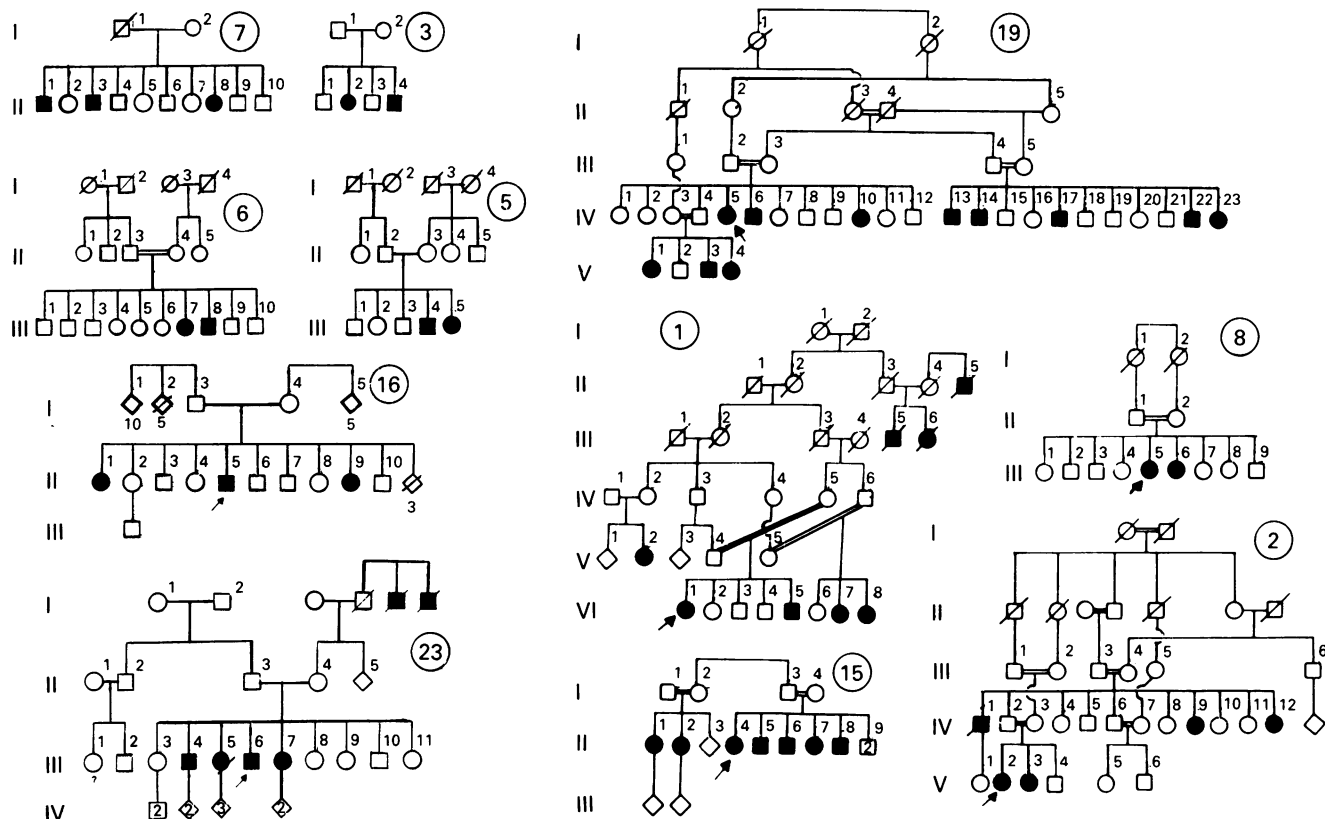 7
I 1 2
II 1 2 3 4 5 6 7 8 9 10
3
1 2
1 2 3 4
6
I 1 2 3 4
II 1 2 3 4 5
III 1 2 3 4 5 6 7 8 9 10
5
I 1 2 3 4
II 1 2 3 4 5
III 1 2 3 4 5
16
I 1 2 3 4 5
10 5 5
II 1 2 3 4 5 6 7 8 9 10
3
III
23
I 1 2
II 1 2 3 4 5
III 1 2 3 4 5 6 7 8 9 10 11
?
IV 2 2 3 2
19
I 1 2
II 1 2 3 4 5
III 1 2 3 4 5
IV 1 2 3 4 5 6 7 8 9 10 11 12 13 14 15 16 17 18 19 20 21 22 23
V 1 2 3 4
1
I 1 2
II 1 2 3 4 5
III 1 2 3 4 5 6
IV 1 2 3 4 5 6
V 1 2 3 4 5
VI 1 2 3 4 5 6 7 8
8
I 1 2
II 1 2
III 1 2 3 4 5 6 7 8 9
15
I 1 2 3 4
II 1 2 3 4 5 6 7 8 9
2
III
2
I
II
III 1 2 3 4 5 6
IV 1 2 3 4 5 6 7 8 9 10 11 12
V 1 2 3 4 5 6